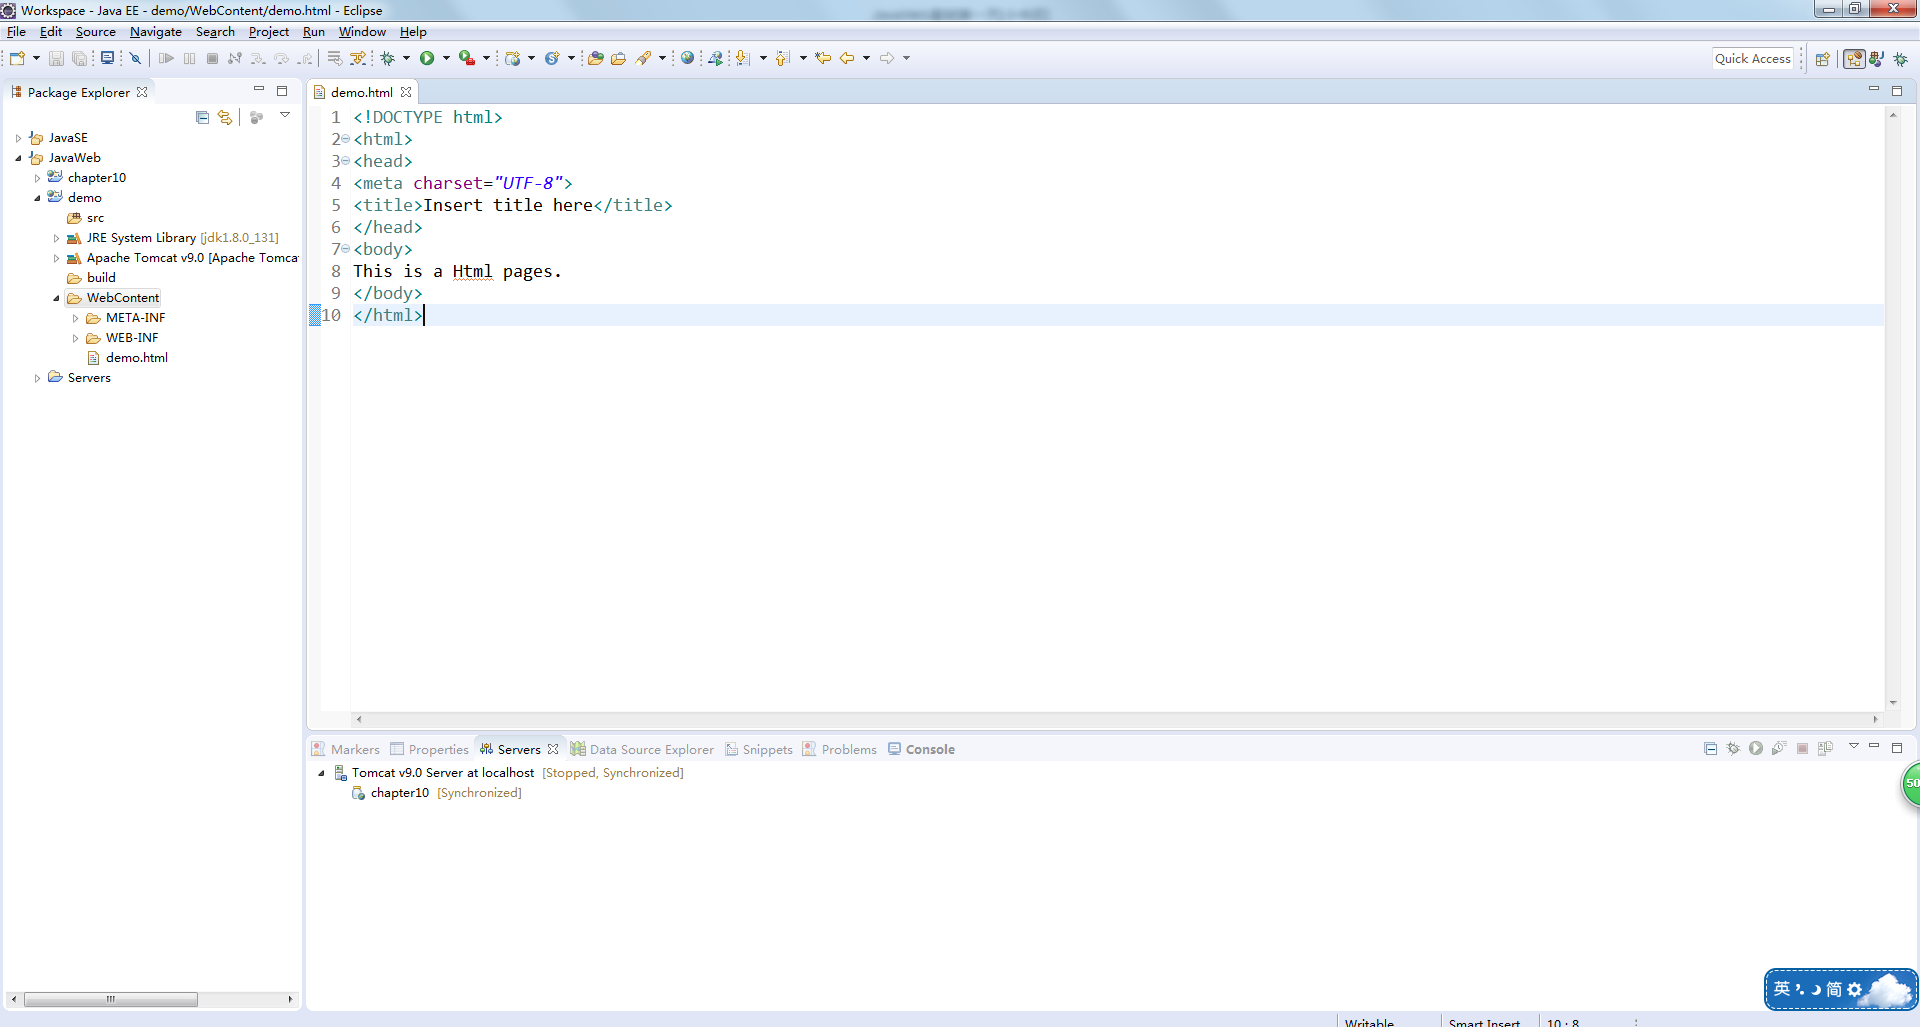 Workspace - Java EE - demo/WebContent/demo.html - Eclipse
File Edit Source Navigate Search Project Run Window Help
Quick Access
Package Explorer
JavaSE
JavaWeb
chapter10
demo
src
JRE System Library [jdk1.8.0_131]
Apache Tomcat v9.0 [Apache Tomca
build
WebContent
META-INF
WEB-INF
demo.html
Servers
demo.html
1 <!DOCTYPE html>
2 <html>
3 <head>
4 <meta charset="UTF-8">
5 <title>Insert title here</title>
6 </head>
7 <body>
8 This is a Html pages.
9 </body>
10 </html>
Markers Properties Servers Data Source Explorer Snippets Problems Console
Tomcat v9.0 Server at localhost [Stopped, Synchronized]
chapter10 [Synchronized]
50
英 简
Writable Smart Insert 10 : 8